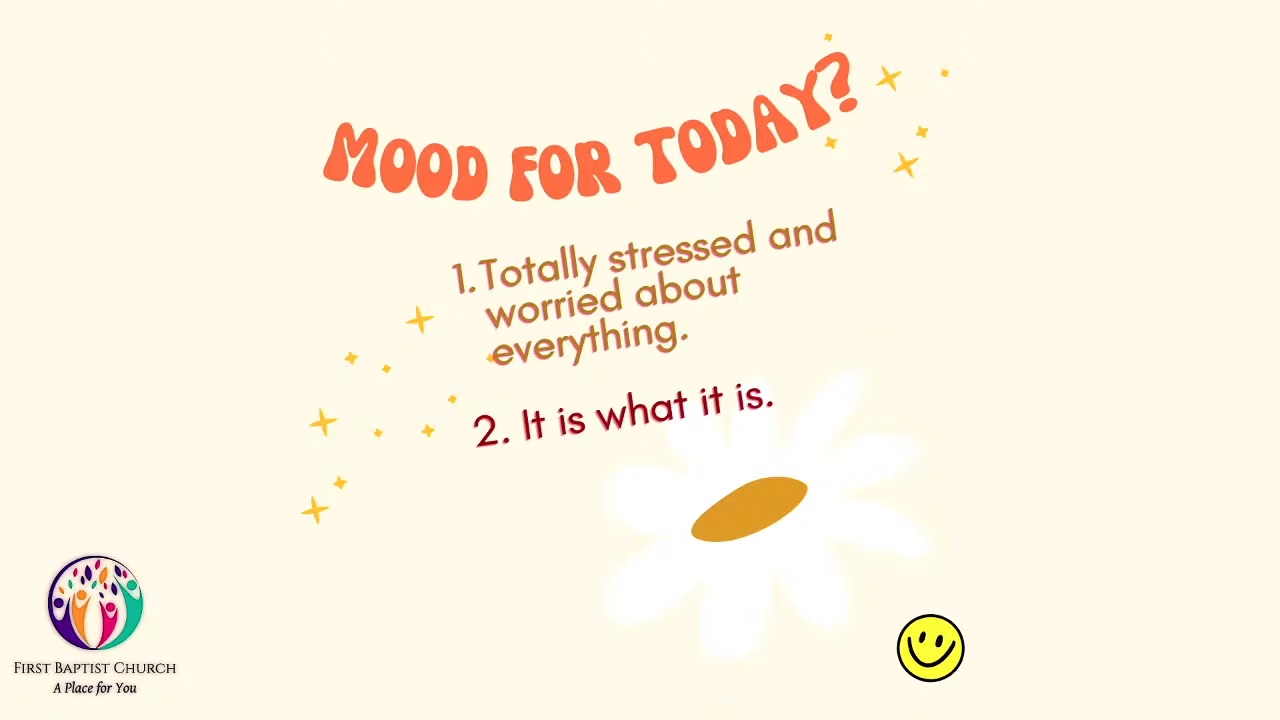 MOOD FOR TODAY?
1. Totally stressed and
worried about
everything.
2. It is what it is.
First Baptist Church
A Place for You